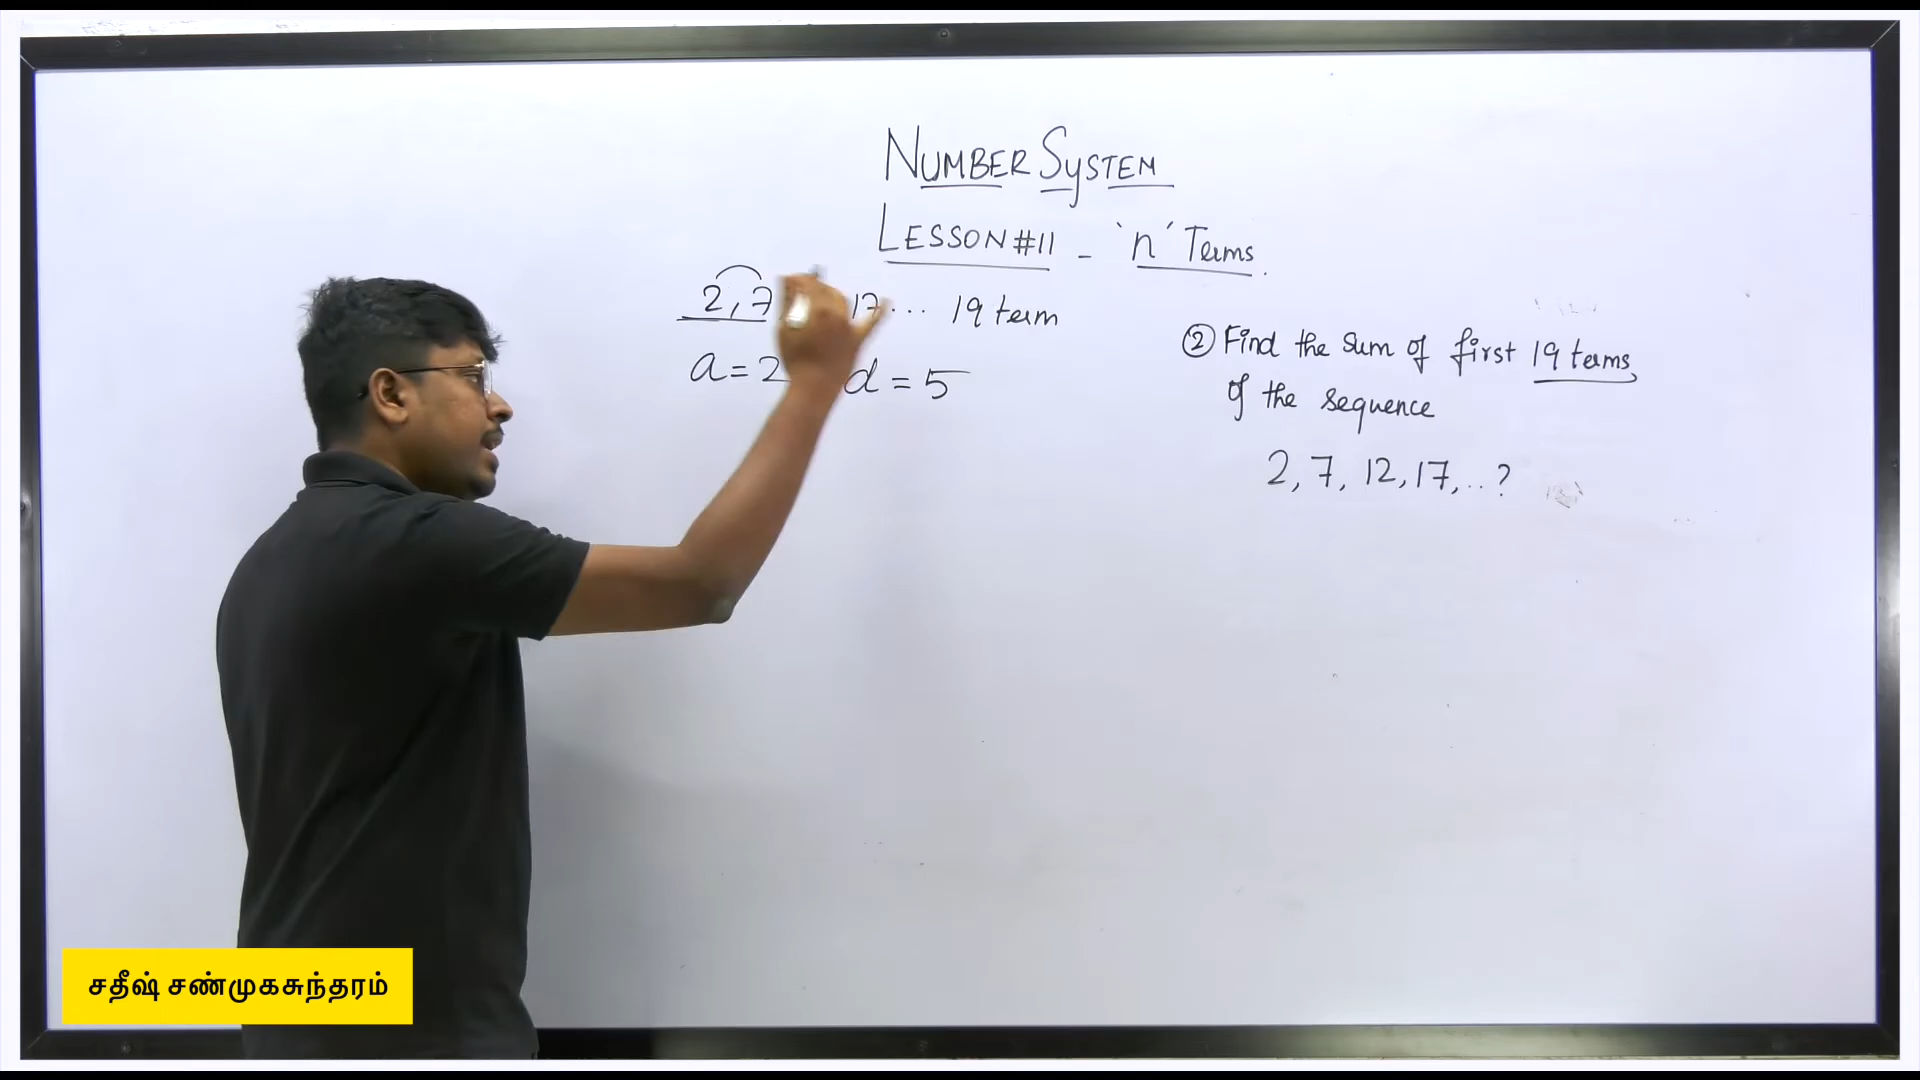 NUMBER SYSTEM
LESSON #11 - 'n' Terms.
2, 7 17... 19 term
a = 2 d = 5
② Find the sum of first 19 terms
of the sequence
2, 7, 12, 17, ..?
சதீஷ் சண்முகசுந்தரம்